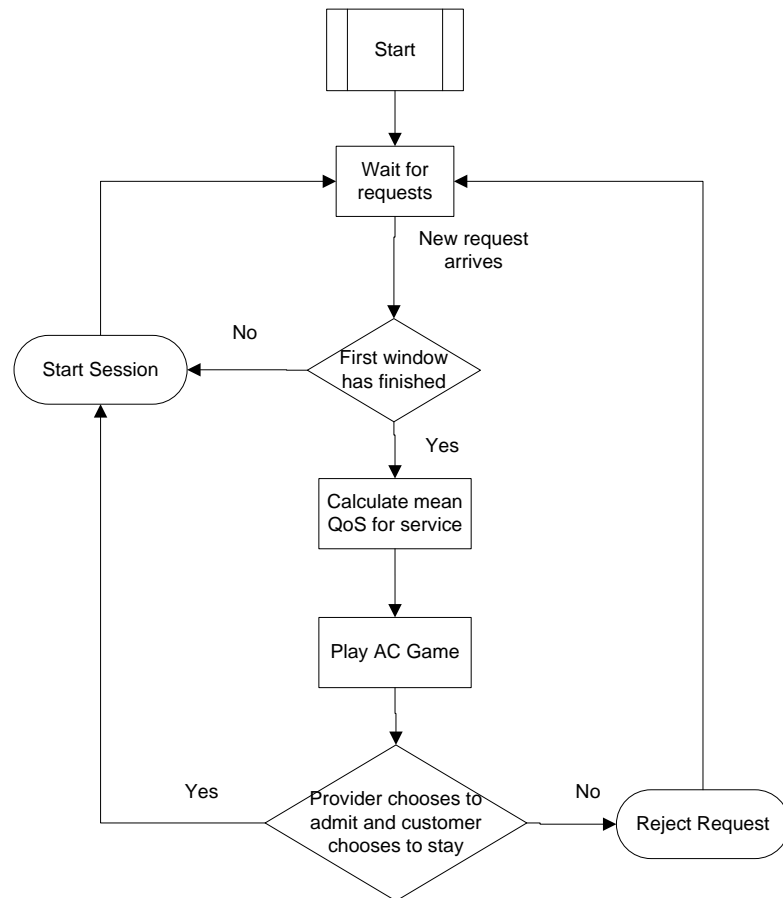 Start
Wait for
requests
New request
arrives
No
First window
has finished
Start Session
Yes
Calculate mean
QoS for service
Play AC Game
Yes
Provider chooses to
admit and customer
chooses to stay
No
Reject Request